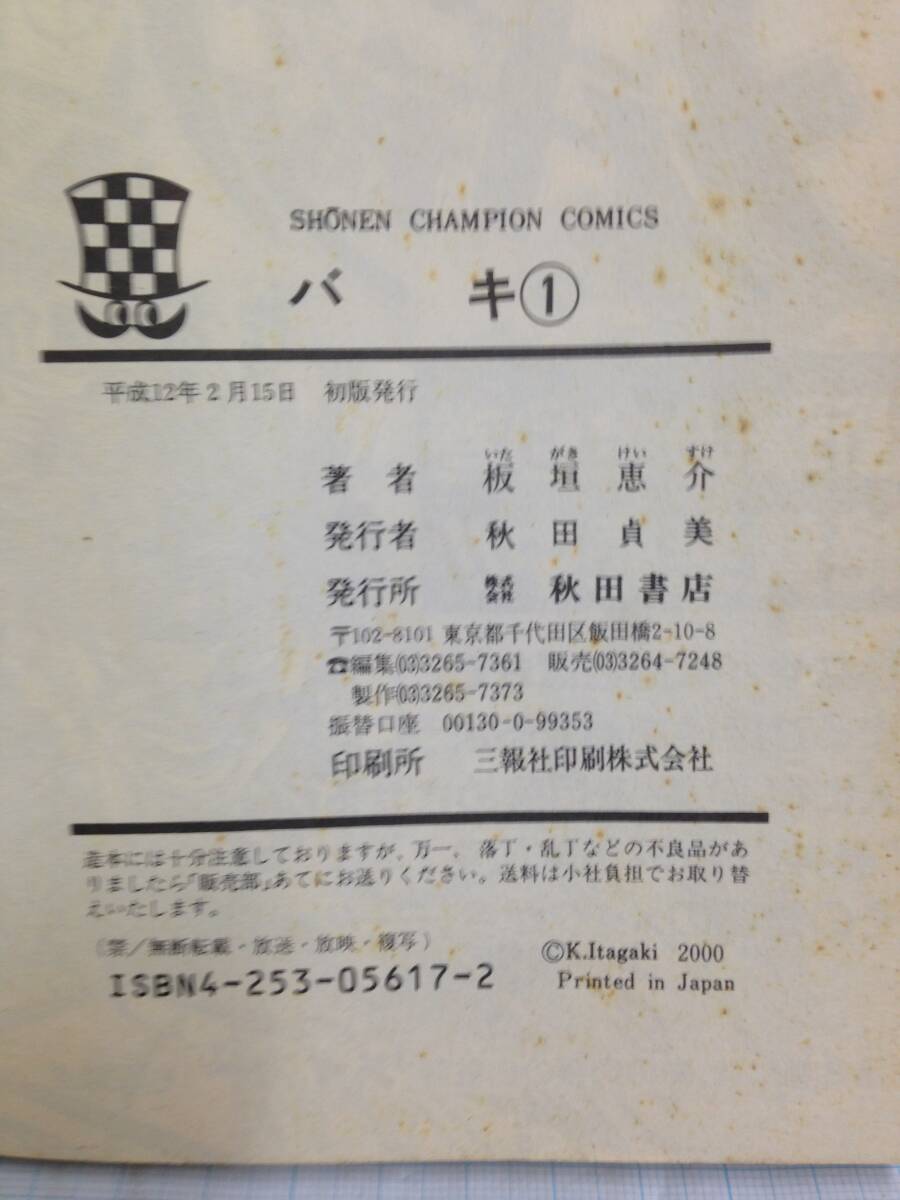 SHŌNEN CHAMPION COMICS
バキ①
平成12年2月15日 初版発行
著者 板垣恵介
いた がき けい すけ
発行者 秋田貞美
発行所 株式会社 秋田書店
〒102-8101 東京都千代田区飯田橋2-10-8
☎編集(03)3265-7361 販売(03)3264-7248
製作(03)3265-7373
振替口座 00130-0-99353
印刷所 三報社印刷株式会社
造本には十分注意しておりますが、万一、落丁・乱丁などの不良品があ
りましたら「販売部」あてにお送りください。送料は小社負担でお取り替
えいたします。
(禁/無断転載・放送・放映・複写)
ISBN4-253-05617-2
©K.Itagaki 2000
Printed in Japan